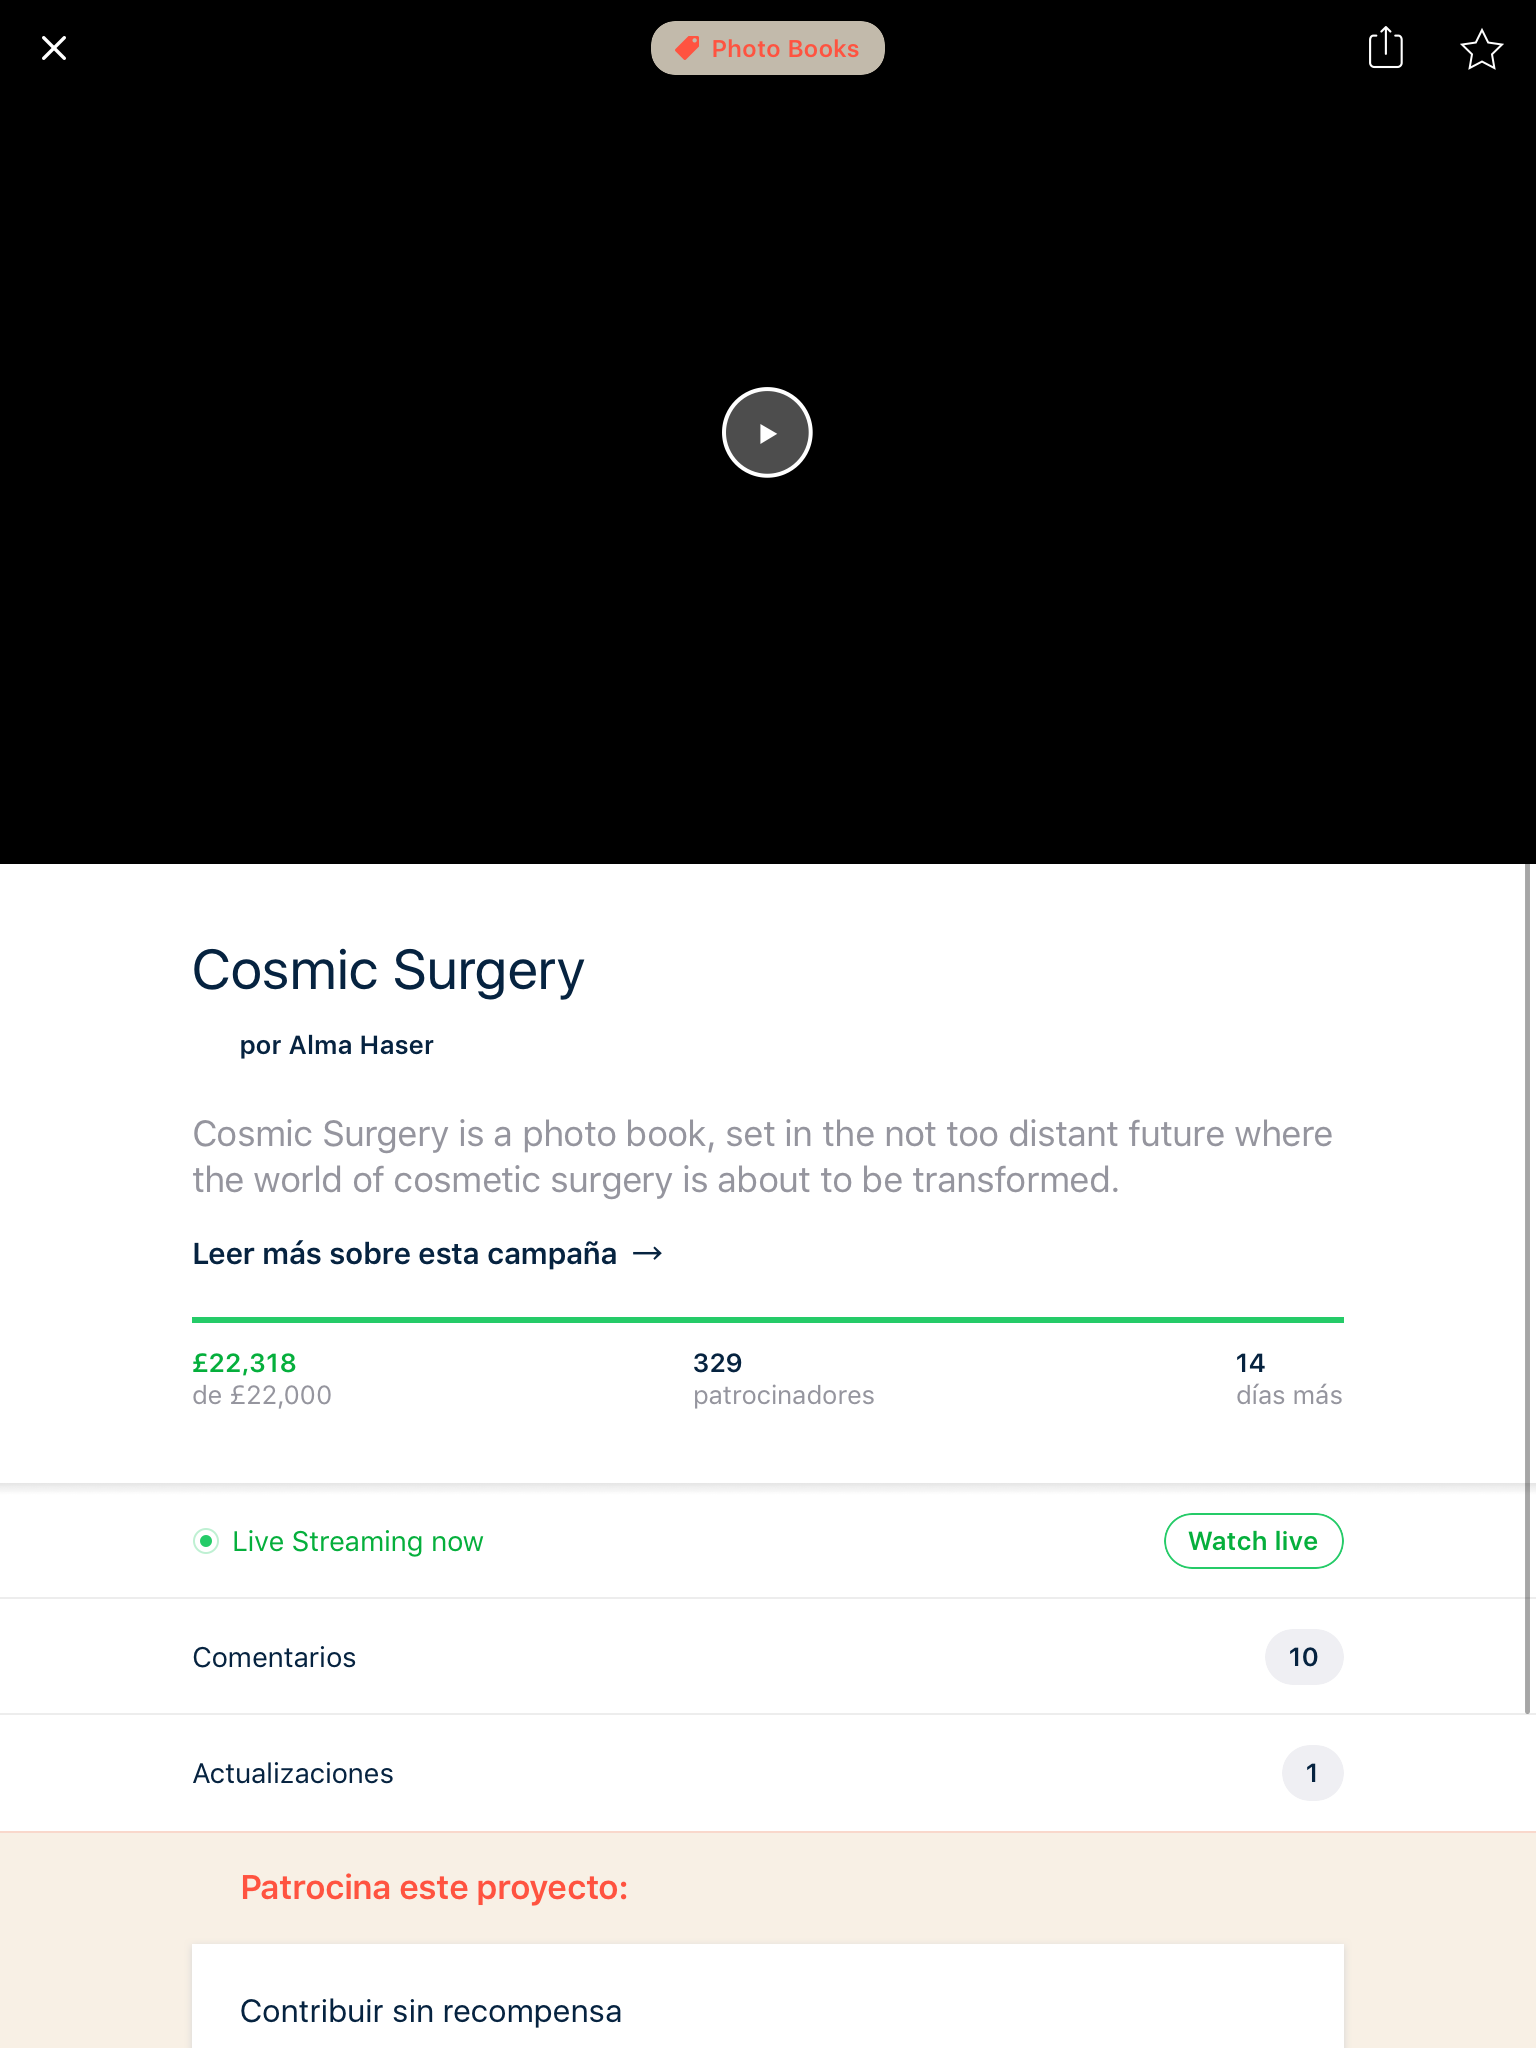 Photo Books
Cosmic Surgery
por Alma Haser
Cosmic Surgery is a photo book, set in the not too distant future where
the world of cosmetic surgery is about to be transformed.
Leer más sobre esta campaña →
£22,318
de £22,000
329
patrocinadores
14
días más
Live Streaming now
Watch live
Comentarios
10
Actualizaciones
1
Patrocina este proyecto:
Contribuir sin recompensa